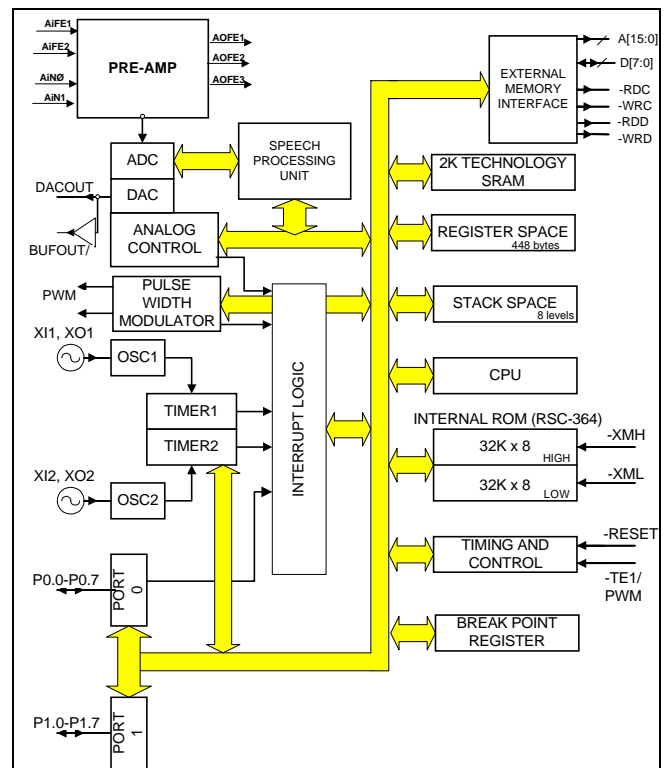 AiFE1
AiFE2
AiNØ
AiN1
PRE-AMP
AOFE1
AOFE2
AOFE3
EXTERNAL
MEMORY
INTERFACE
A[15:0]
D[7:0]
-RDC
-WRC
-RDD
-WRD
ADC
SPEECH
PROCESSING
UNIT
2K TECHNOLOGY
SRAM
DACOUT
DAC
BUFOUT/
ANALOG
CONTROL
REGISTER SPACE
448 bytes
PWM
PULSE
WIDTH
MODULATOR
STACK SPACE
8 levels
XI1, XO1
OSC1
CPU
TIMER1
TIMER2
INTERRUPT LOGIC
INTERNAL ROM (RSC-364)
32K x 8
HIGH
-XMH
32K x 8
LOW
-XML
XI2, XO2
OSC2
TIMING AND
CONTROL
-RESET
-TE1/
PWM
P0.0-P0.7
PORT
0
BREAK POINT
REGISTER
P1.0-P1.7
PORT
1